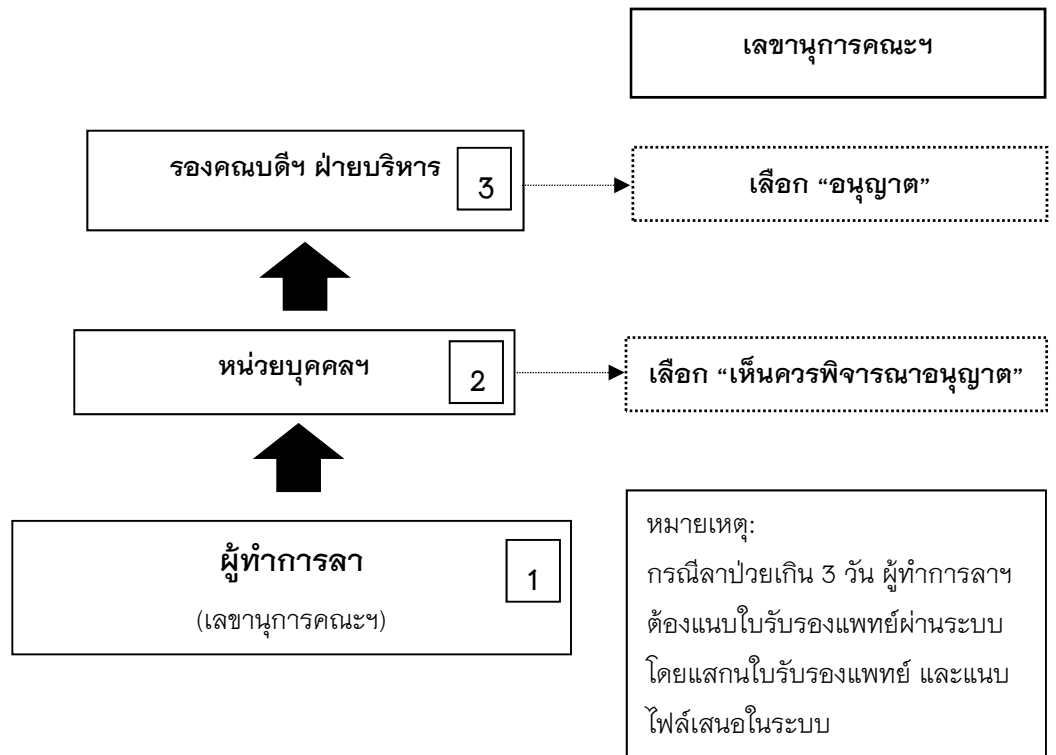 เลขานุการคณะฯ
รองคณบดีฯ ฝ่ายบริหาร
3
เลือก “อนุญาต”
หน่วยบุคคลฯ
2
เลือก “เห็นควรพิจารณาอนุญาต”
ผู้ทำการลา
1
(เลขานุการคณะฯ)
หมายเหตุ:
กรณีลาป่วยเกิน 3 วัน ผู้ทำการลาฯ
ต้องแนบใบรับรองแพทย์ผ่านระบบ
โดยแสกนใบรับรองแพทย์ และแนบ
ไฟล์เสนอในระบบ